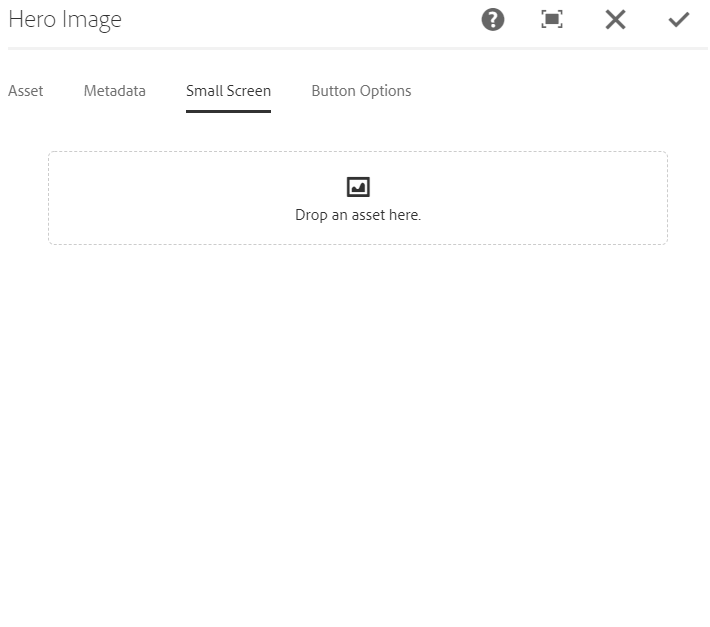 Hero Image
Asset Metadata Small Screen Button Options
Drop an asset here.